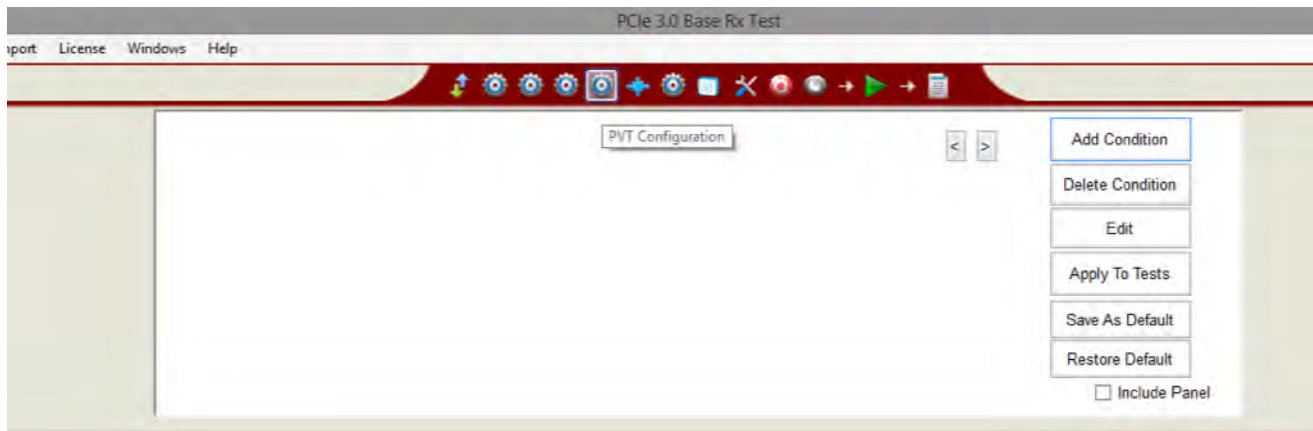 PCIe 3.0 Base Rx Test
License Windows Help
PVT Configuration
< >
Add Condition
Delete Condition
Edit
Apply To Tests
Save As Default
Restore Default
Include Panel